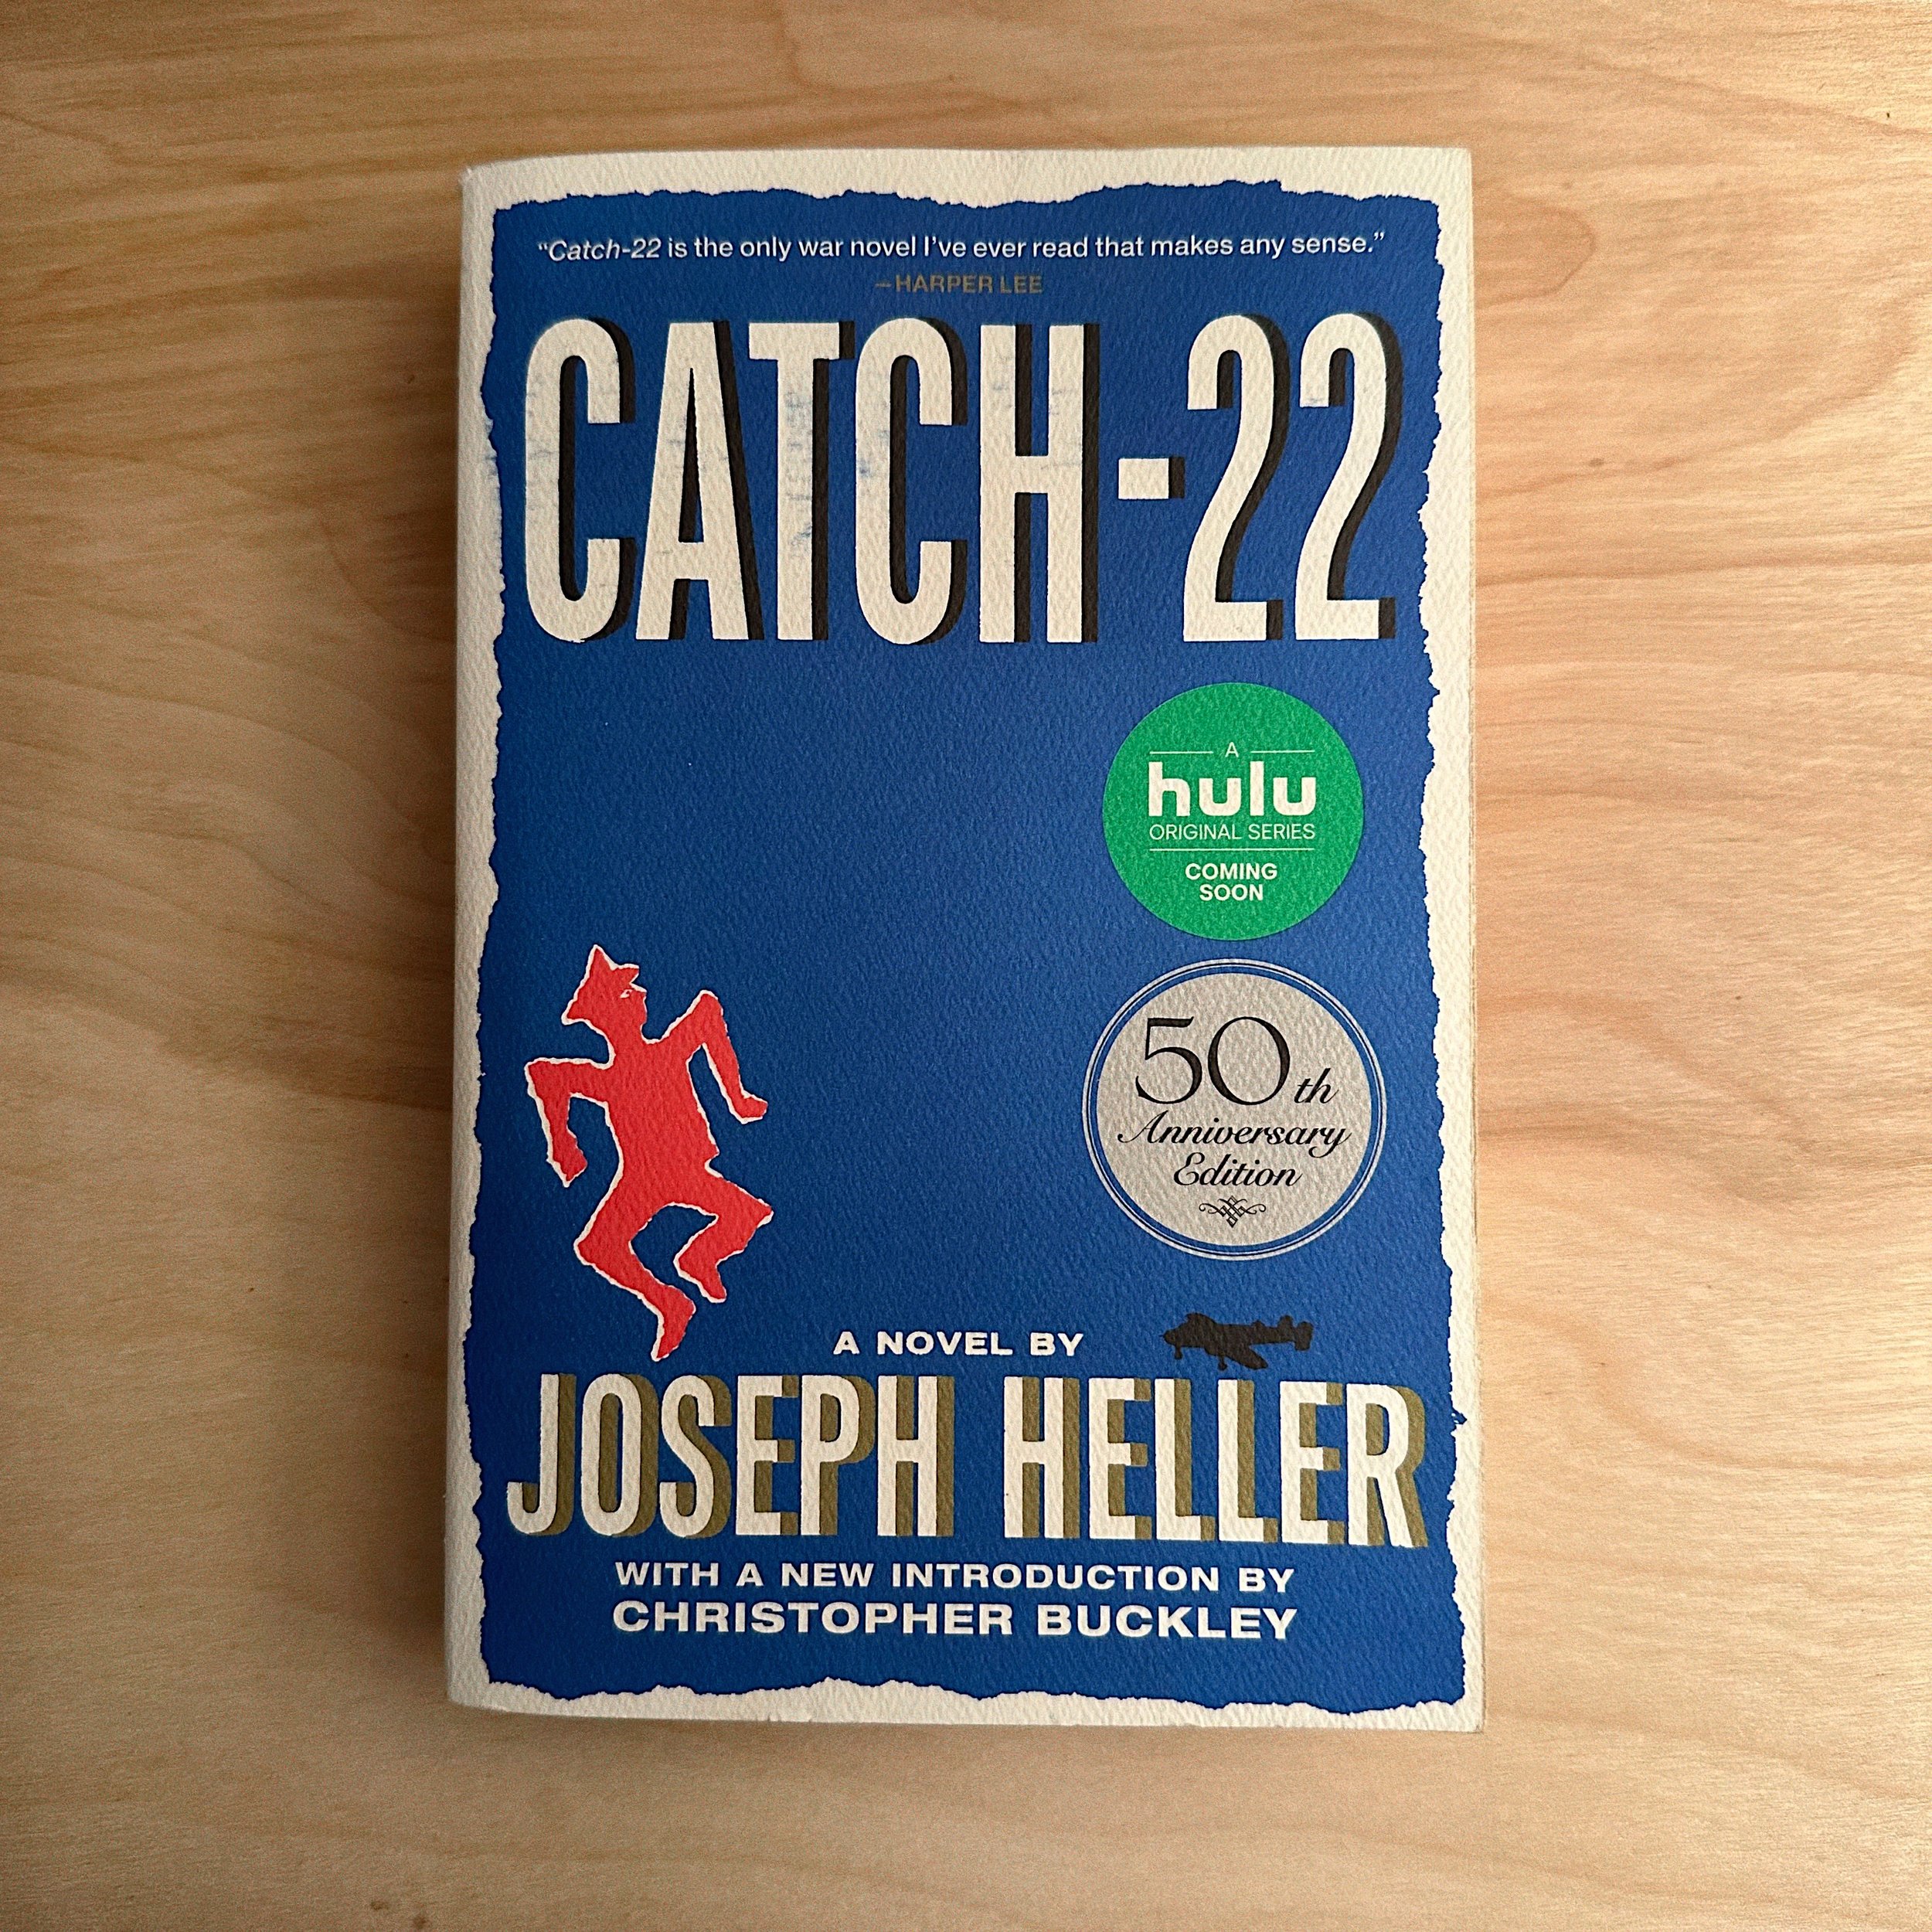 “Catch-22 is the only war novel I’ve ever read that makes any sense.”
—HARPER LEE
CATCH-22
A
hulu
ORIGINAL SERIES
COMING
SOON
50th
Anniversary
Edition
A NOVEL BY
JOSEPH HELLER
WITH A NEW INTRODUCTION BY
CHRISTOPHER BUCKLEY